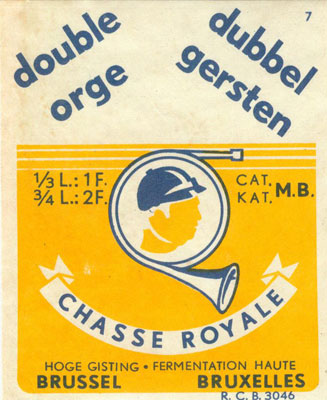 7
double
orge
dubbel
gersten
1/3 L.: 1 F.
3/4 L.: 2 F.
CAT.
KAT. M.B.
CHASSE ROYALE
HOGE GISTING • FERMENTATION HAUTE
BRUSSEL BRUXELLES
R. C. B. 3046